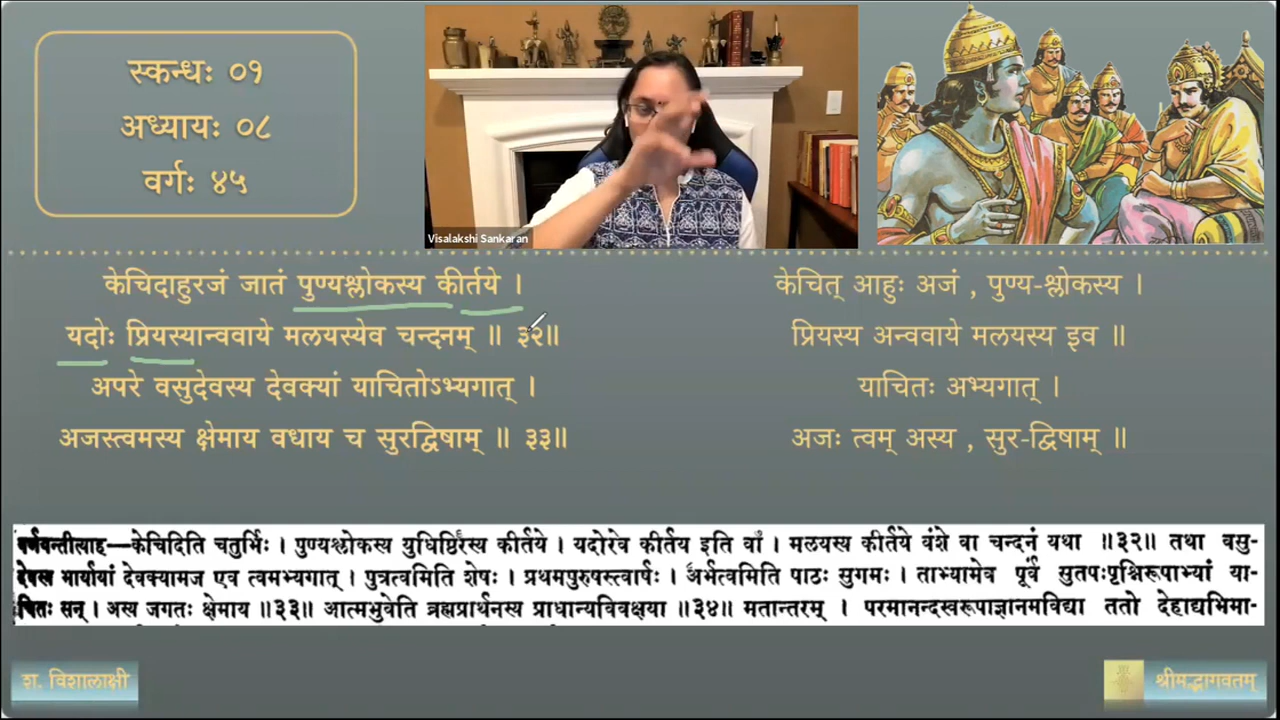 स्कन्धः ०१
अध्यायः ०८
वर्गः ४५
Visalakshi Sankaran
केचिदाहुरजं जातं पुण्यश्लोकस्य कीर्तये ।
यदोः प्रियस्यान्ववाये मलयस्येव चन्दनम् ॥ ३२॥
अपरे वसुदेवस्य देवक्यां याचितोऽभ्यगात् ।
अजस्त्वमस्य क्षेमाय वधाय च सुरद्विषाम् ॥ ३३॥
केचित् आहुः अजं , पुण्य-श्लोकस्य ।
प्रियस्य अन्ववाये मलयस्य इव ॥
याचितः अभ्यगात् ।
अजः त्वम् अस्य , सुर-द्विषाम् ॥
केचिदिति चतुर्भिः । पुण्यश्लोकस्य युधिष्ठिरस्य कीर्तये । यदोरेव कीर्तय इति वा । मलयस्य कीर्तये वंशे वा चन्दनं यथा ॥३२॥ तथा वसु-
देवस्य भार्यायां देवक्यामज एव त्वमभ्यगात् । पुत्रत्वमिति शेषः । प्रथमपुरुषस्त्वार्षः । अर्भत्वमिति पाठः सुगमः । ताभ्यामेव पूर्वं सुतपःपृश्निरूपाभ्यां या-
चितः सन् । अस्य जगतः क्षेमाय ॥३३॥ आत्मभुवेति ब्रह्मप्रार्थनस्य प्राधान्यविवक्षया ॥३४॥ मतान्तरम् । परमानन्दस्वरूपाज्ञानमविद्या ततो देहाद्यभिमा-
श. विशालाक्षी
श्रीमद्भागवतम्